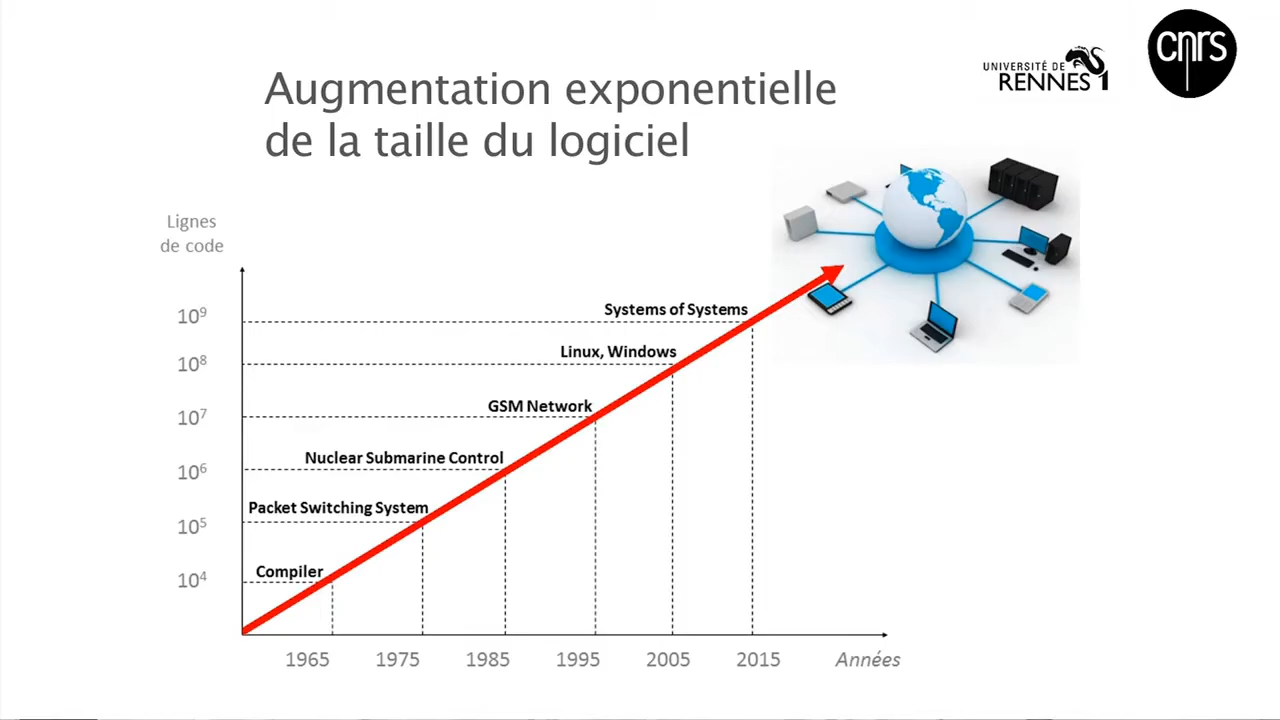 Augmentation exponentielle
de la taille du logiciel
UNIVERSITÉ DE
RENNES 1
cnrs
Lignes
de code
10⁹
Systems of Systems
10⁸
Linux, Windows
10⁷
GSM Network
10⁶
Nuclear Submarine Control
10⁵
Packet Switching System
10⁴
Compiler
1965 1975 1985 1995 2005 2015 Années